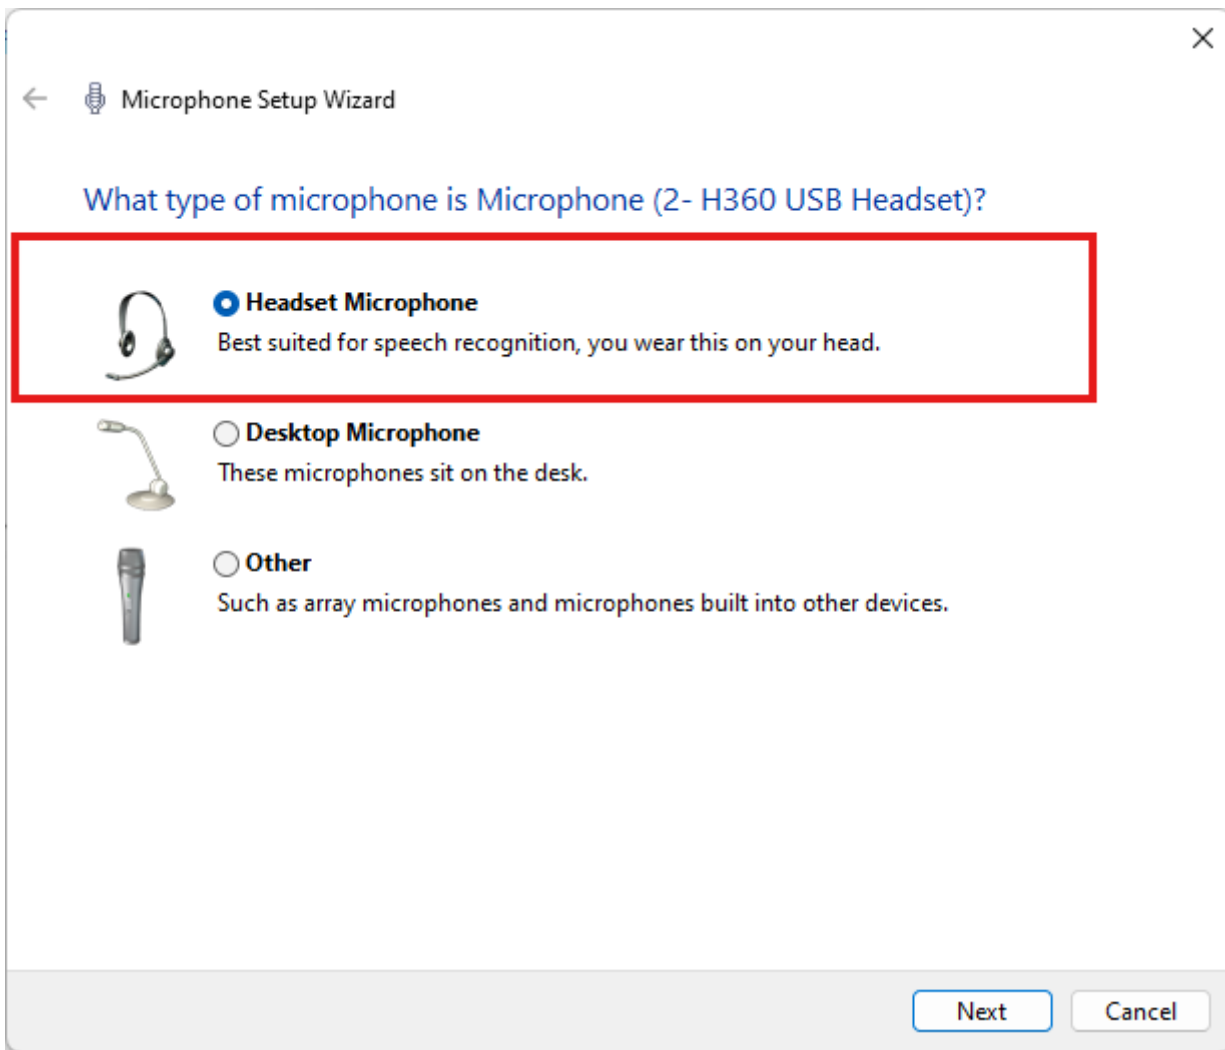 Microphone Setup Wizard
What type of microphone is Microphone (2- H360 USB Headset)?
Headset Microphone
Best suited for speech recognition, you wear this on your head.
Desktop Microphone
These microphones sit on the desk.
Other
Such as array microphones and microphones built into other devices.
Next Cancel